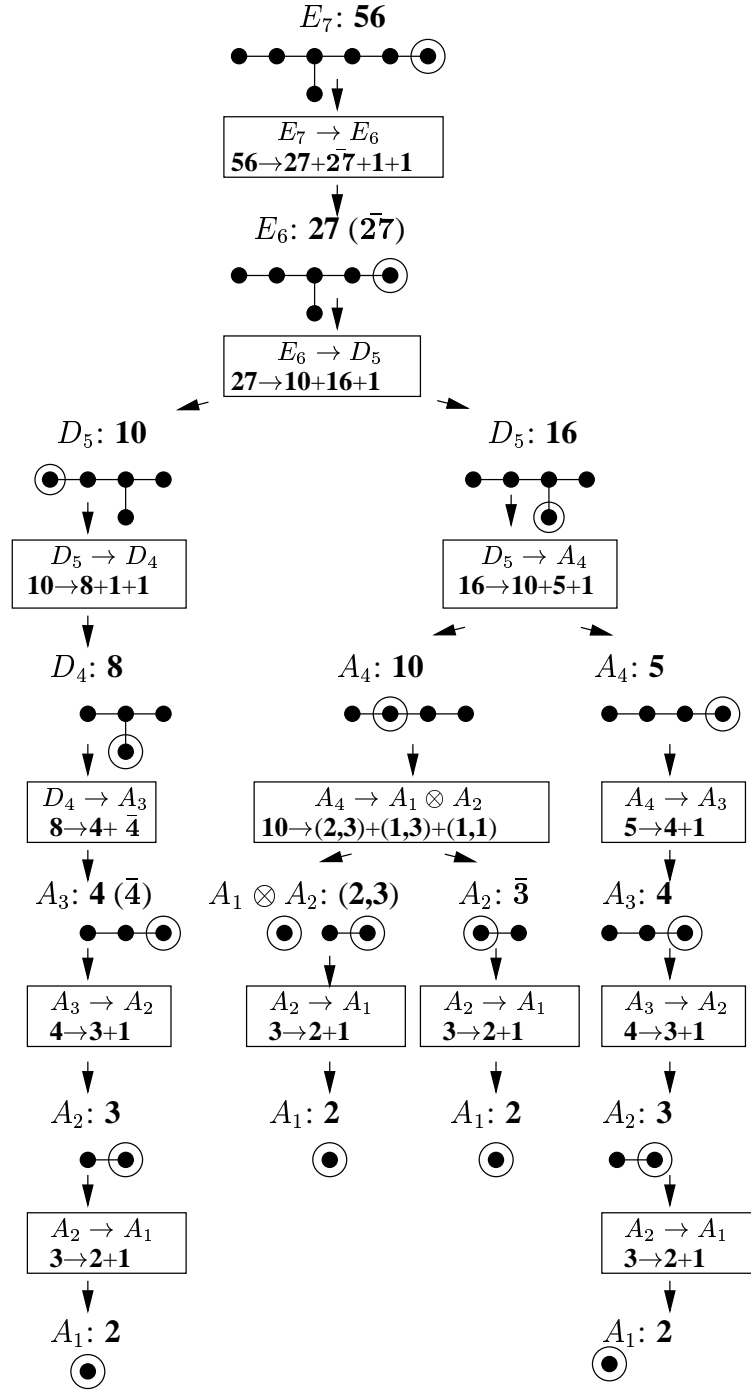 E₇: 56
E₇ → E₆
56→27+2̄7̄+1+1
E₆: 27 (2̄7̄)
E₆ → D₅
27→10+16+1
D₅: 10
D₅: 16
D₅ → D₄
10→8+1+1
D₅ → A₄
16→10+5+1
D₄: 8
A₄: 10
A₄: 5
D₄ → A₃
8→4+ 4̄
A₄ → A₁ ⊗ A₂
10→(2,3)+(1,3)+(1,1)
A₄ → A₃
5→4+1
A₃: 4 (4̄)
A₁ ⊗ A₂: (2,3)
A₂: 3̄
A₃: 4
A₃ → A₂
4→3+1
A₂ → A₁
3→2+1
A₂ → A₁
3→2+1
A₃ → A₂
4→3+1
A₂: 3
A₁: 2
A₁: 2
A₂: 3
A₂ → A₁
3→2+1
A₂ → A₁
3→2+1
A₁: 2
A₁: 2